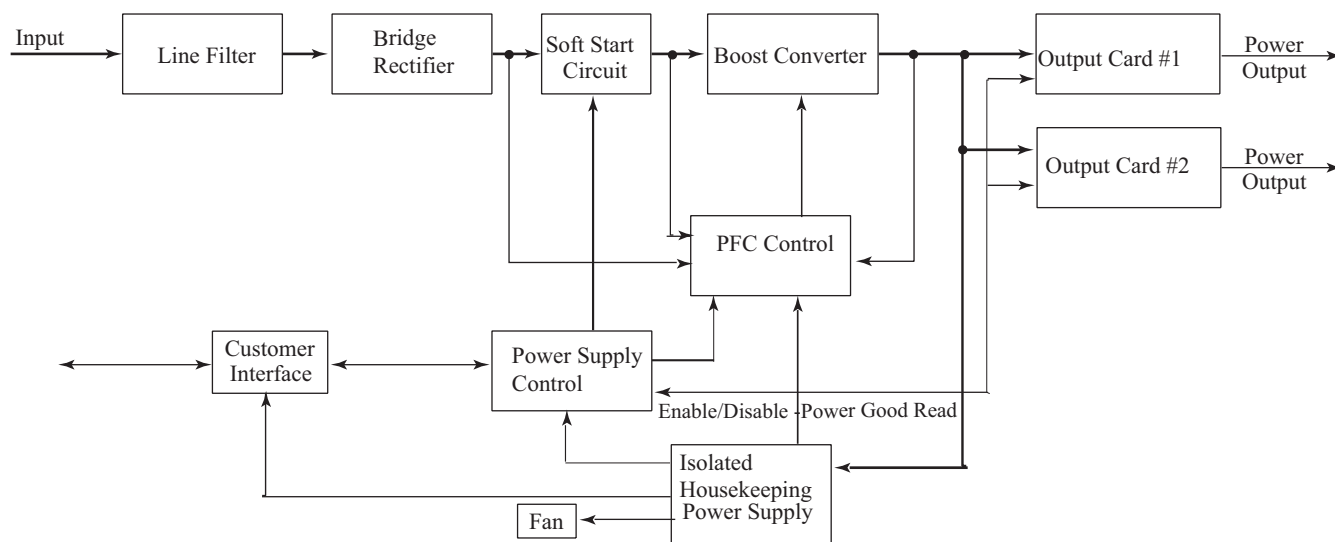 Input
Line Filter
Bridge
Rectifier
Soft Start
Circuit
Boost Converter
Output Card #1
Power
Output
Output Card #2
Power
Output
PFC Control
Customer
Interface
Power Supply
Control
Enable/Disable -Power Good Read
Isolated
Housekeeping
Power Supply
Fan